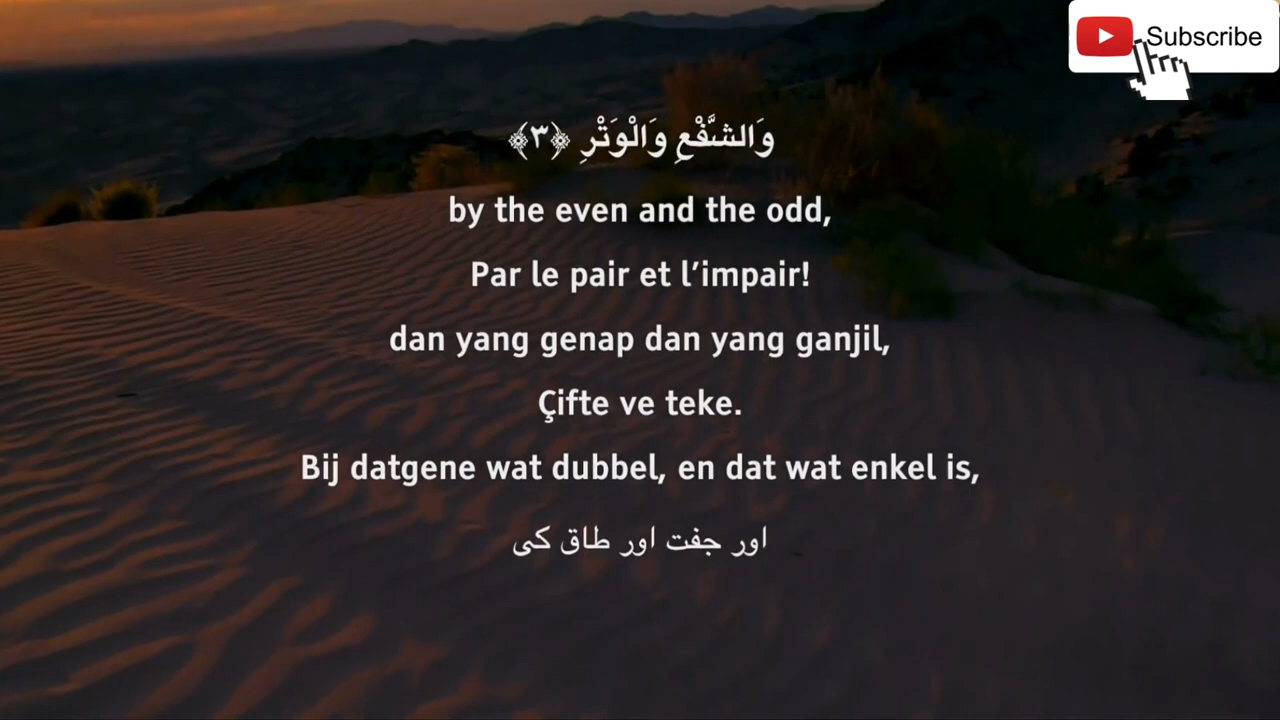 Subscribe
وَالشَّفْعِ وَالْوَتْرِ ﴿٣﴾
by the even and the odd,
Par le pair et l’impair!
dan yang genap dan yang ganjil,
Çifte ve teke.
Bij datgene wat dubbel, en dat wat enkel is,
اور جفت اور طاق کی